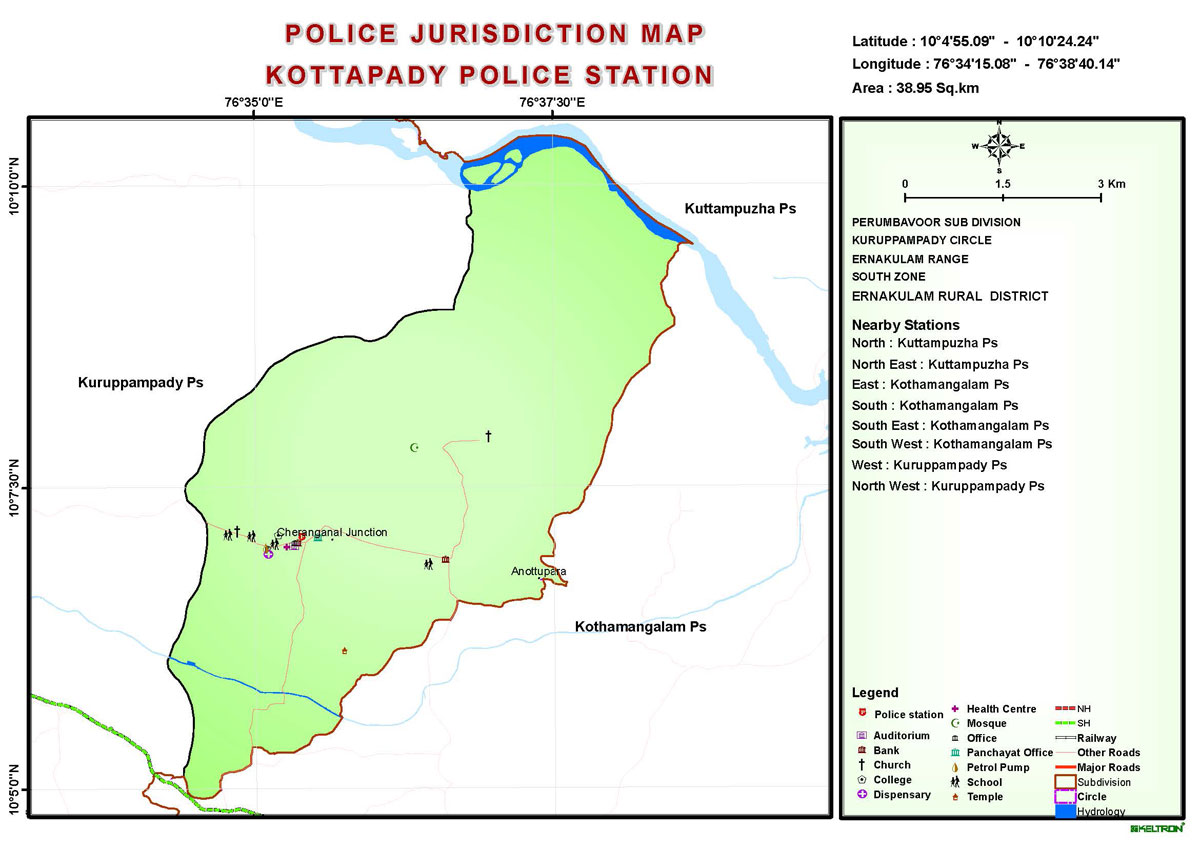 POLICE JURISDICTION MAP
KOTTAPADY POLICE STATION
Latitude : 10°4'55.09" - 10°10'24.24"
Longitude : 76°34'15.08" - 76°38'40.14"
Area : 38.95 Sq.km
76°35'0"E
76°37'30"E
10°10'0"N
10°7'30"N
10°5'0"N
Kuttampuzha Ps
Kuruppampady Ps
Cheranganal Junction
Anottupara
Kothamangalam Ps
N
W
E
S
0 1.5 3 Km
PERUMBAVOOR SUB DIVISION
KURUPPAMPADY CIRCLE
ERNAKULAM RANGE
SOUTH ZONE
ERNAKULAM RURAL DISTRICT
Nearby Stations
North : Kuttampuzha Ps
North East : Kuttampuzha Ps
East : Kothamangalam Ps
South : Kothamangalam Ps
South East : Kothamangalam Ps
South West : Kothamangalam Ps
West : Kuruppampady Ps
North West : Kuruppampady Ps
Legend
Police station
Auditorium
Bank
Church
College
Dispensary
Health Centre
Mosque
Office
Panchayat Office
Petrol Pump
School
Temple
NH
SH
Railway
Other Roads
Major Roads
Subdivision
Circle
Hydrology
KELTRON